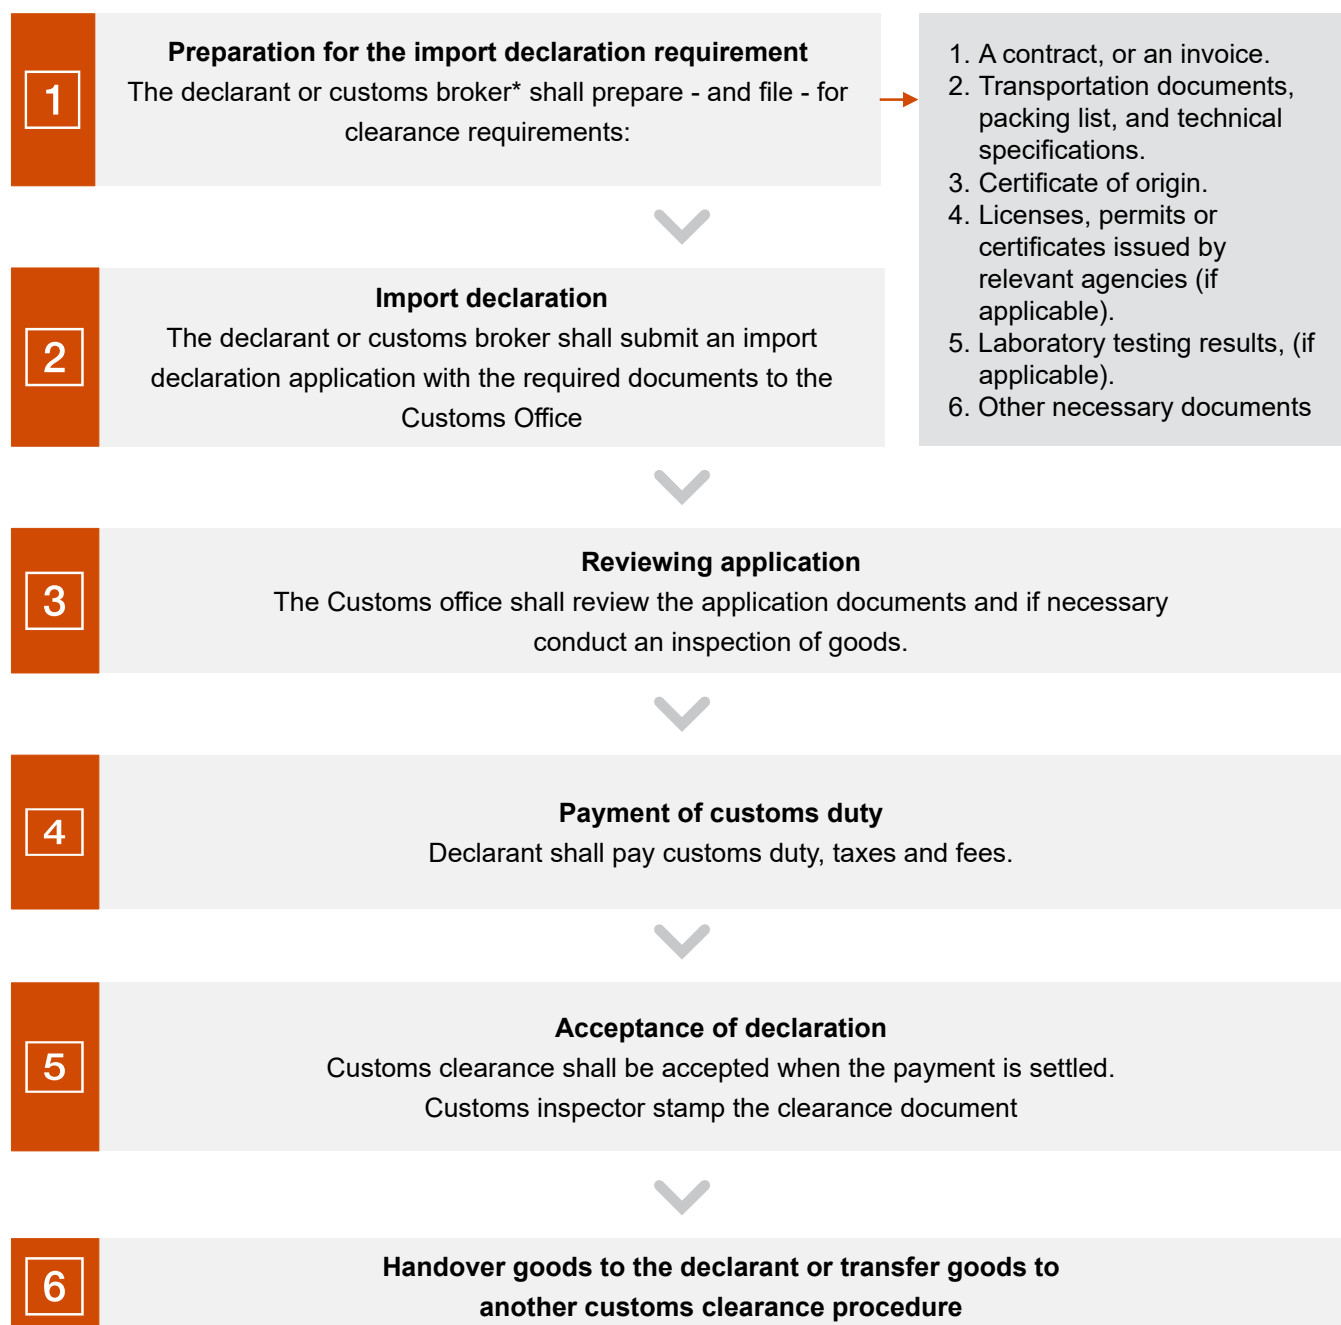 1
Preparation for the import declaration requirement
The declarant or customs broker* shall prepare - and file - for
clearance requirements:
1. A contract, or an invoice.
2. Transportation documents,
packing list, and technical
specifications.
3. Certificate of origin.
4. Licenses, permits or
certificates issued by
relevant agencies (if
applicable).
5. Laboratory testing results, (if
applicable).
6. Other necessary documents
2
Import declaration
The declarant or customs broker shall submit an import
declaration application with the required documents to the
Customs Office
3
Reviewing application
The Customs office shall review the application documents and if necessary
conduct an inspection of goods.
4
Payment of customs duty
Declarant shall pay customs duty, taxes and fees.
5
Acceptance of declaration
Customs clearance shall be accepted when the payment is settled.
Customs inspector stamp the clearance document
6
Handover goods to the declarant or transfer goods to
another customs clearance procedure